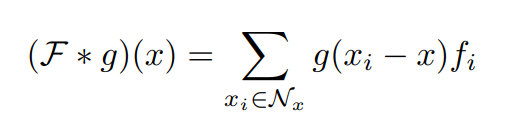 (ℱ ∗ g)(x) = ∑_{x_i∈𝒩_x} g(x_i − x)f_i